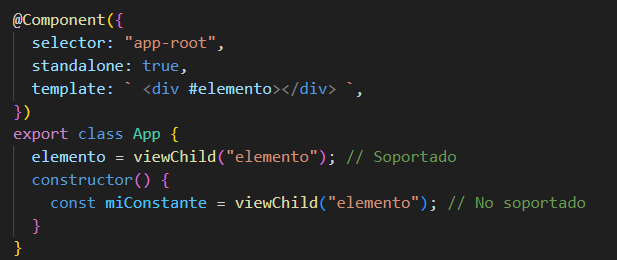 @Component({
  selector: "app-root",
  standalone: true,
  template: ` <div #elemento></div> `,
})
export class App {
  elemento = viewChild("elemento"); // Soportado
  constructor() {
    const miConstante = viewChild("elemento"); // No soportado
  }
}